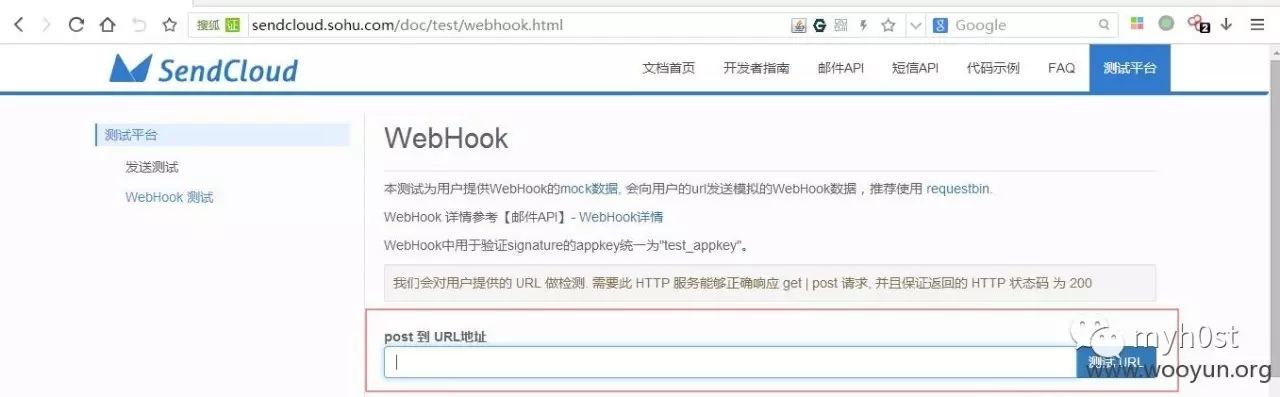 搜狐 证 sendcloud.sohu.com/doc/test/webhook.html Google 2
SendCloud 文档首页 开发者指南 邮件API 短信API 代码示例 FAQ 测试平台
测试平台
发送测试
WebHook 测试
WebHook
本测试为用户提供WebHook的mock数据, 会向用户的url发送模拟的WebHook数据，推荐使用 requestbin.
WebHook 详情参考【邮件API】- WebHook详情
WebHook中用于验证signature的appkey统一为"test_appkey"。
我们会对用户提供的 URL 做检测. 需要此 HTTP 服务能够正确响应 get | post 请求, 并且保证返回的 HTTP 状态码 为 200
post 到 URL地址
测试 URL
myh0st
www.wooyun.org